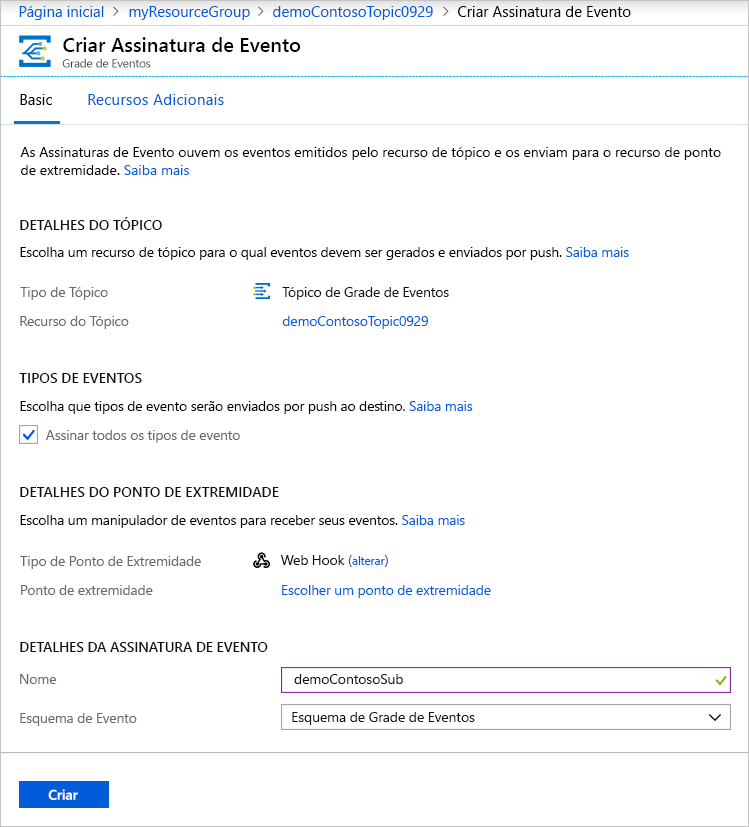 Página inicial > myResourceGroup > demoContosoTopic0929 > Criar Assinatura de Evento
Criar Assinatura de Evento
Grade de Eventos
Basic Recursos Adicionais
As Assinaturas de Evento ouvem os eventos emitidos pelo recurso de tópico e os enviam para o recurso de ponto
de extremidade. Saiba mais
DETALHES DO TÓPICO
Escolha um recurso de tópico para o qual eventos devem ser gerados e enviados por push. Saiba mais
Tipo de Tópico Tópico de Grade de Eventos
Recurso do Tópico demoContosoTopic0929
TIPOS DE EVENTOS
Escolha que tipos de evento serão enviados por push ao destino. Saiba mais
Assinar todos os tipos de evento
DETALHES DO PONTO DE EXTREMIDADE
Escolha um manipulador de eventos para receber seus eventos. Saiba mais
Tipo de Ponto de Extremidade Web Hook (alterar)
Ponto de extremidade Escolher um ponto de extremidade
DETALHES DA ASSINATURA DE EVENTO
Nome demoContosoSub
Esquema de Evento Esquema de Grade de Eventos
Criar